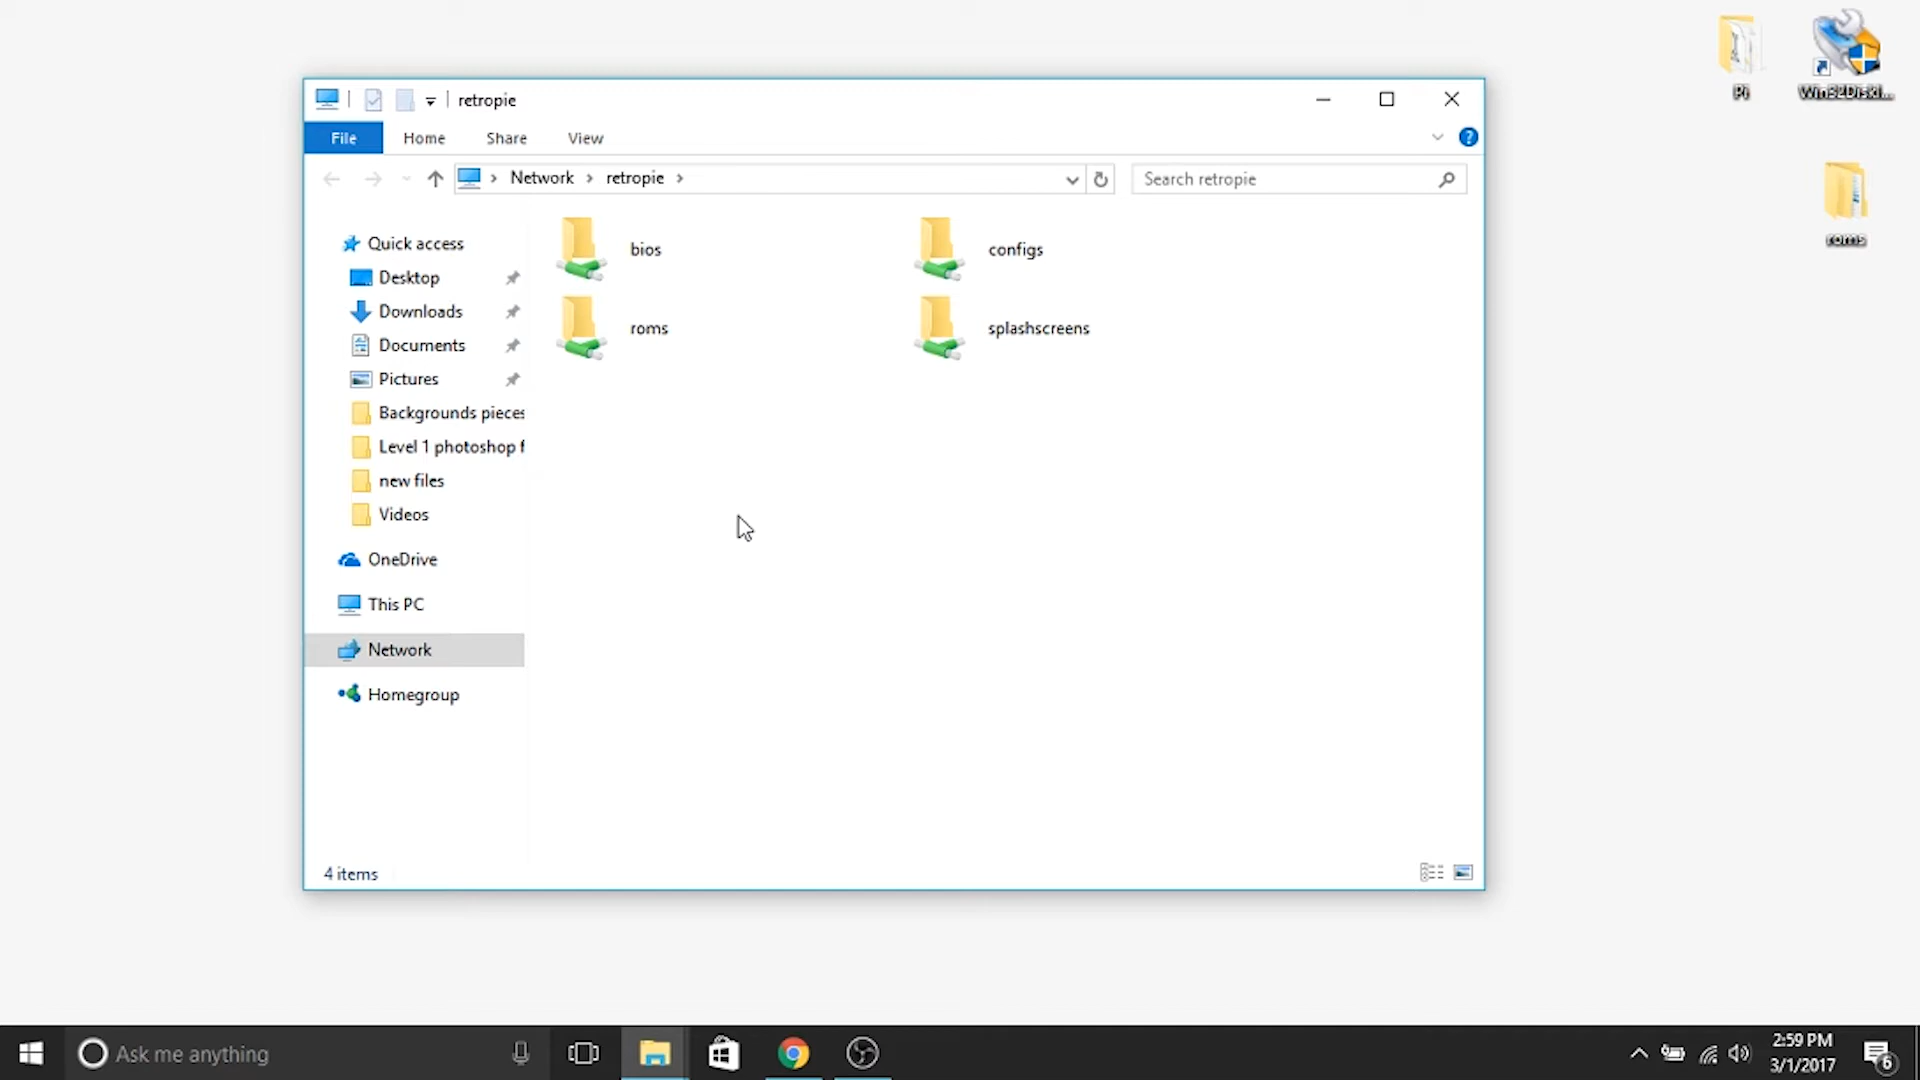 Pi
Win32Diski...
roms
retropie
File
Home
Share
View
Network
retropie
Search retropie
Quick access
Desktop
Downloads
Documents
Pictures
Backgrounds pieces
Level 1 photoshop f
new files
Videos
OneDrive
This PC
Network
Homegroup
bios
configs
roms
splashscreens
4 items
Ask me anything
2:59 PM
3/1/2017
6